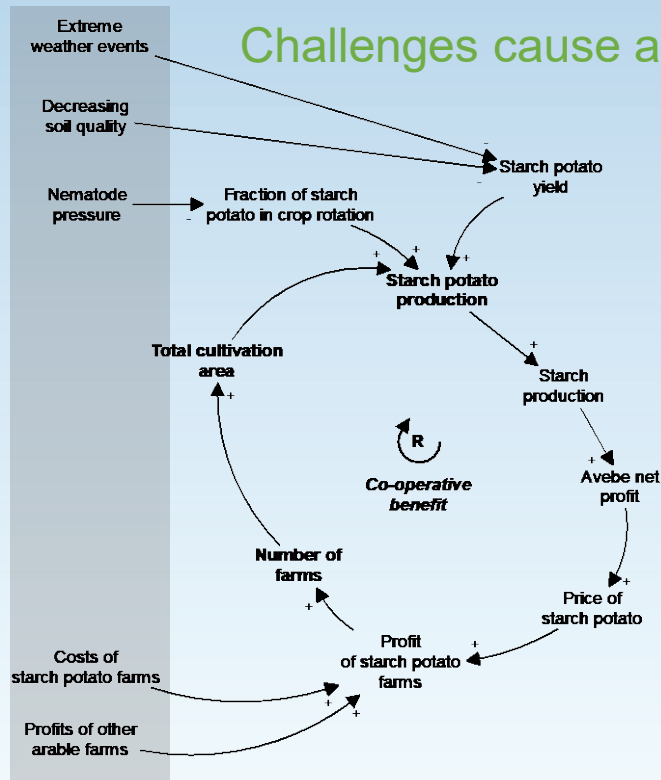 Challenges cause a
Extreme
weather events
Decreasing
soil quality
-
-
Starch potato
yield
Nematode
pressure
-
Fraction of starch
potato in crop rotation
+
+
+
Starch potato
production
Total cultivation
area
+
+
Starch
production
R
Co-operative
benefit
+
Avebe net
profit
Number of
farms
+
+
Price of
starch potato
+
Profit
of starch potato
farms
Costs of
starch potato farms
+
+
Profits of other
arable farms